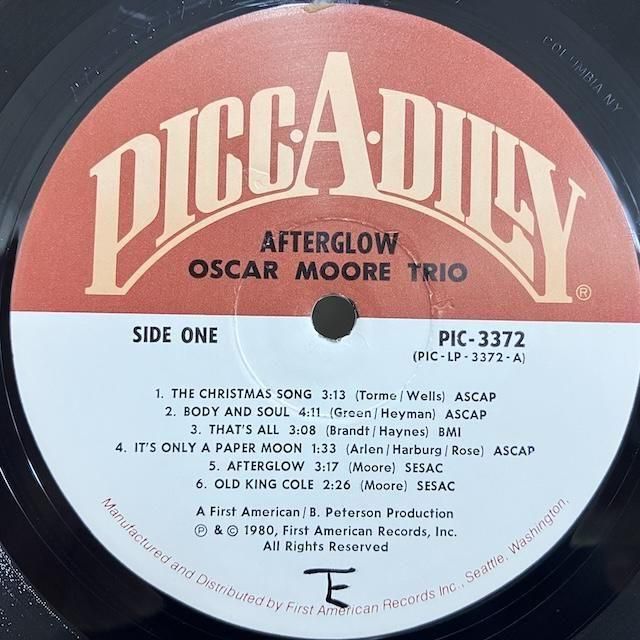 COLUMBIA NY
PICC·A·DILLY
®
AFTERGLOW
OSCAR MOORE TRIO
SIDE ONE
PIC-3372
(PIC-LP-3372-A)
1. THE CHRISTMAS SONG 3:13 (Torme/Wells) ASCAP
2. BODY AND SOUL 4:11 (Green/Heyman) ASCAP
3. THAT'S ALL 3:08 (Brandt/Haynes) BMI
4. IT'S ONLY A PAPER MOON 1:33 (Arlen/Harburg/Rose) ASCAP
5. AFTERGLOW 3:17 (Moore) SESAC
6. OLD KING COLE 2:26 (Moore) SESAC
A First American/B. Peterson Production
℗ & © 1980, First American Records, Inc.
All Rights Reserved
Manufactured and Distributed by First American Records Inc., Seattle, Washington,